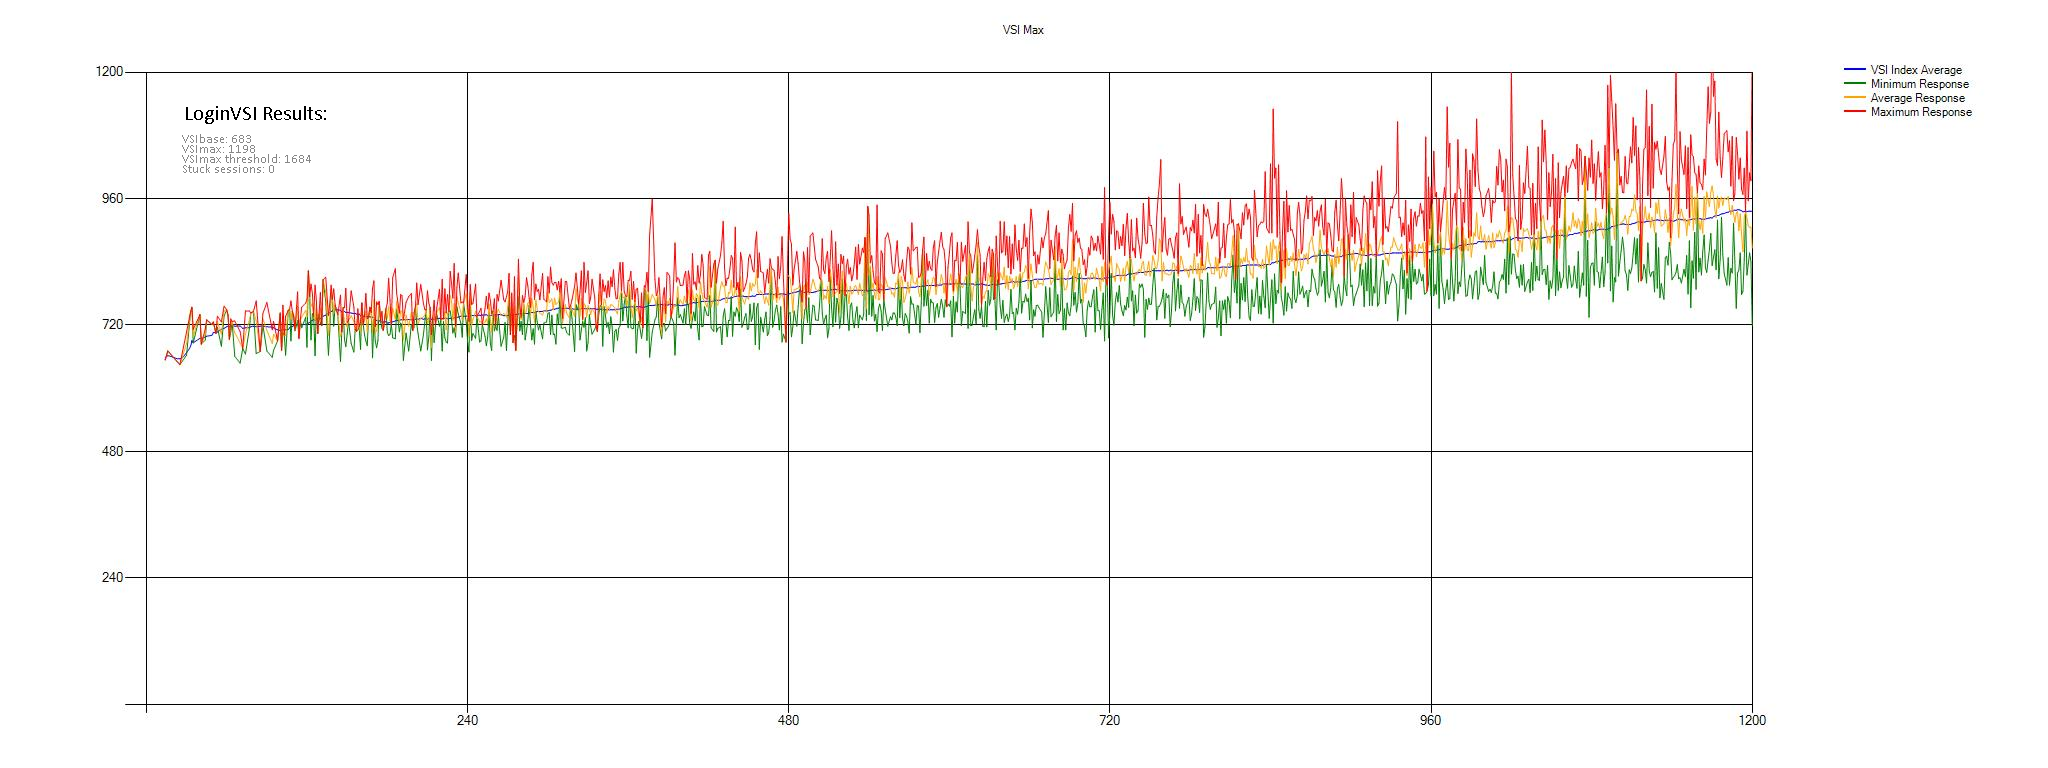 VSI Max
1200
VSI Index Average
Minimum Response
Average Response
Maximum Response
LoginVSI Results:
VSIbase: 683
VSImax: 1198
VSImax threshold: 1684
Stuck sessions: 0
960
720
480
240
240
480
720
960
1200